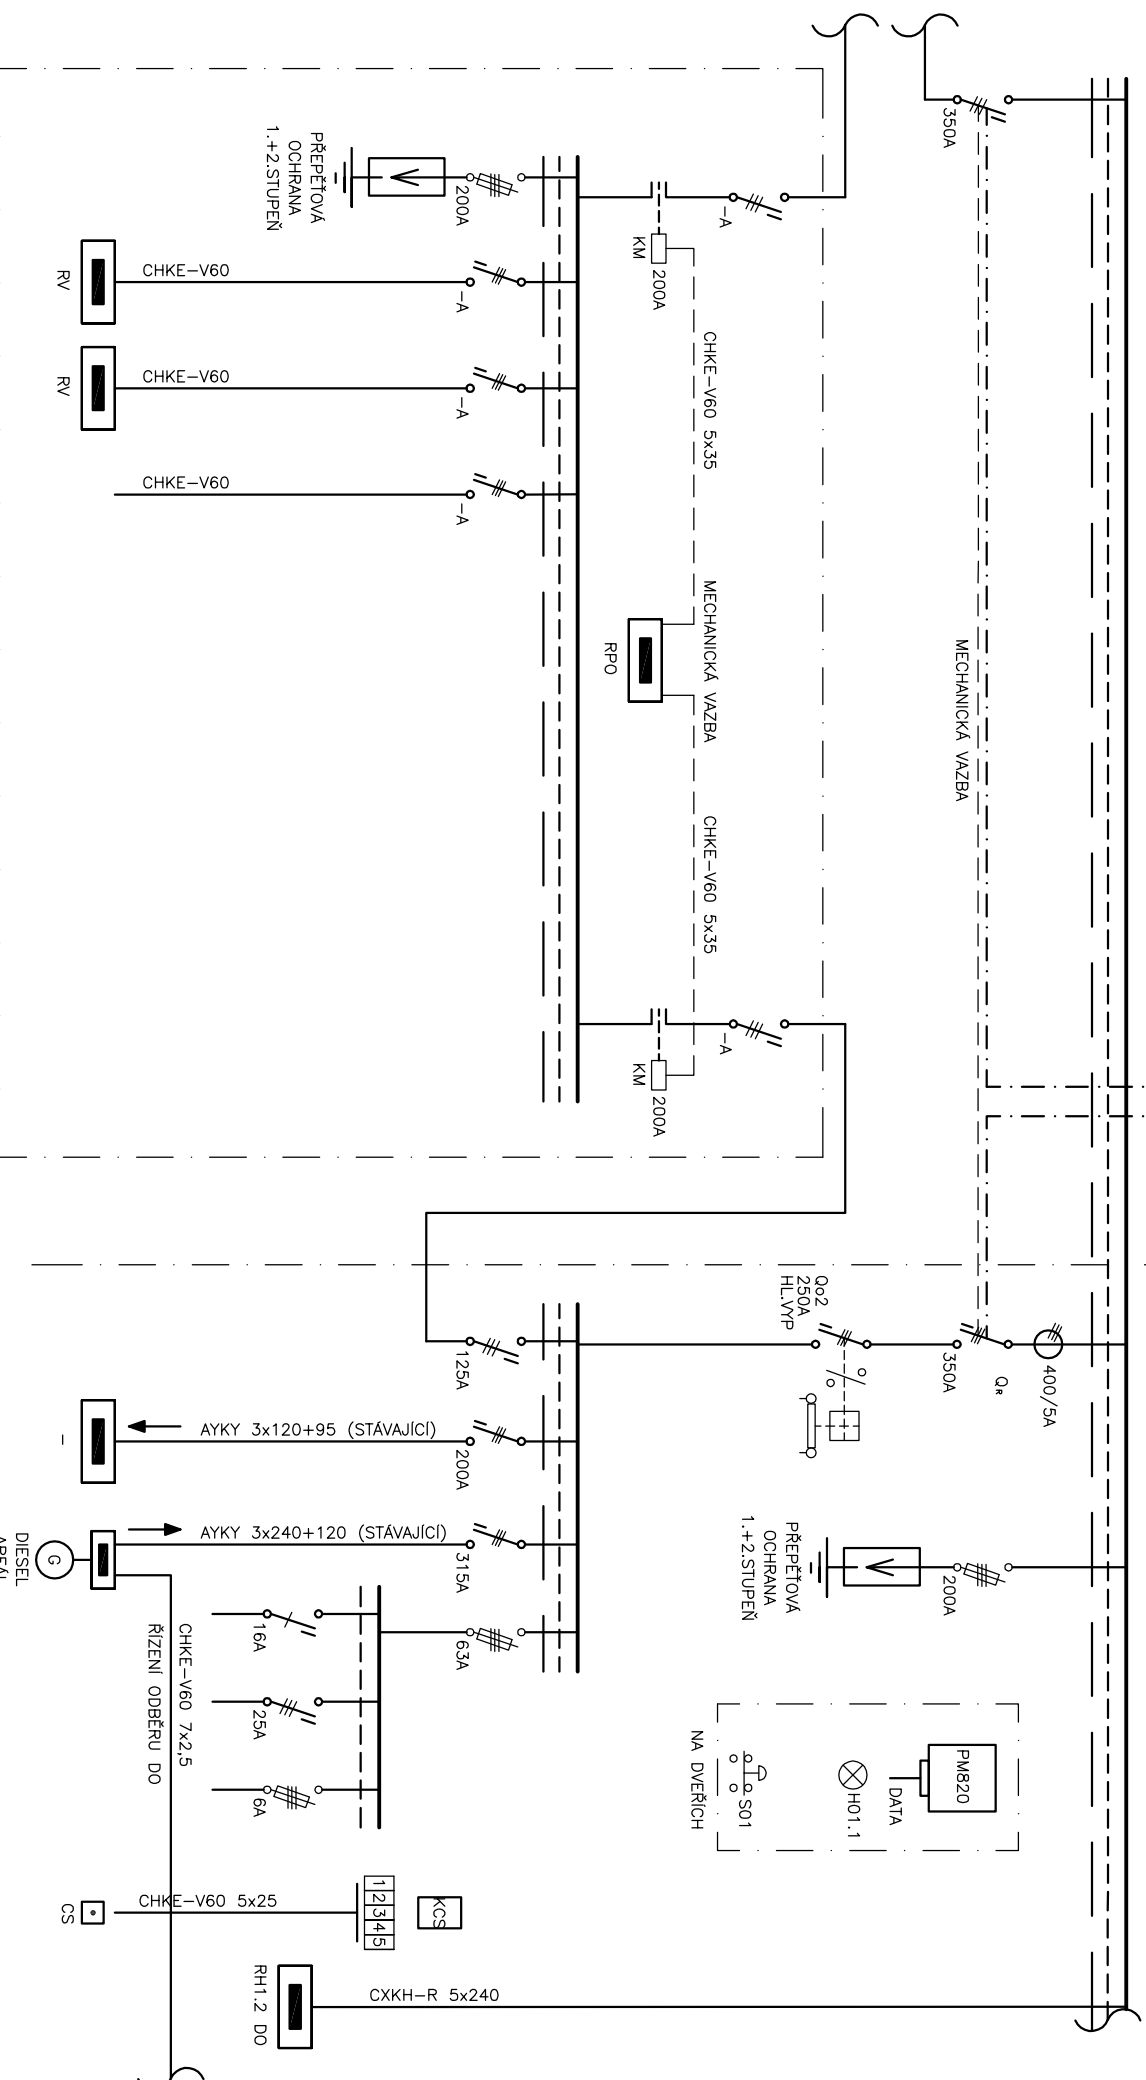 350A
MECHANICKÁ VAZBA
400/5A
QR
350A
Qo2
250A
HL.VYP
PŘEPĚŤOVÁ
OCHRANA
1.+2.STUPEŇ
200A
PM820
DATA
H01.1
S01
NA DVEŘÍCH
-A
KM
200A
CHKE-V60 5x35
MECHANICKÁ VAZBA
RPO
CHKE-V60 5x35
-A
KM
200A
PŘEPĚŤOVÁ
OCHRANA
1.+2.STUPEŇ
200A
-A
CHKE-V60
RV
-A
CHKE-V60
RV
-A
CHKE-V60
125A
200A
AYKY 3x120+95 (STÁVAJÍCÍ)
-
315A
AYKY 3x240+120 (STÁVAJÍCÍ)
G
DIESEL
63A
16A
25A
6A
CHKE-V60 7x2,5
ŘÍZENÍ ODBĚRU DO
KCS
1 2 3 4 5
CHKE-V60 5x25
CS
CXKH-R 5x240
RH1.2 DO